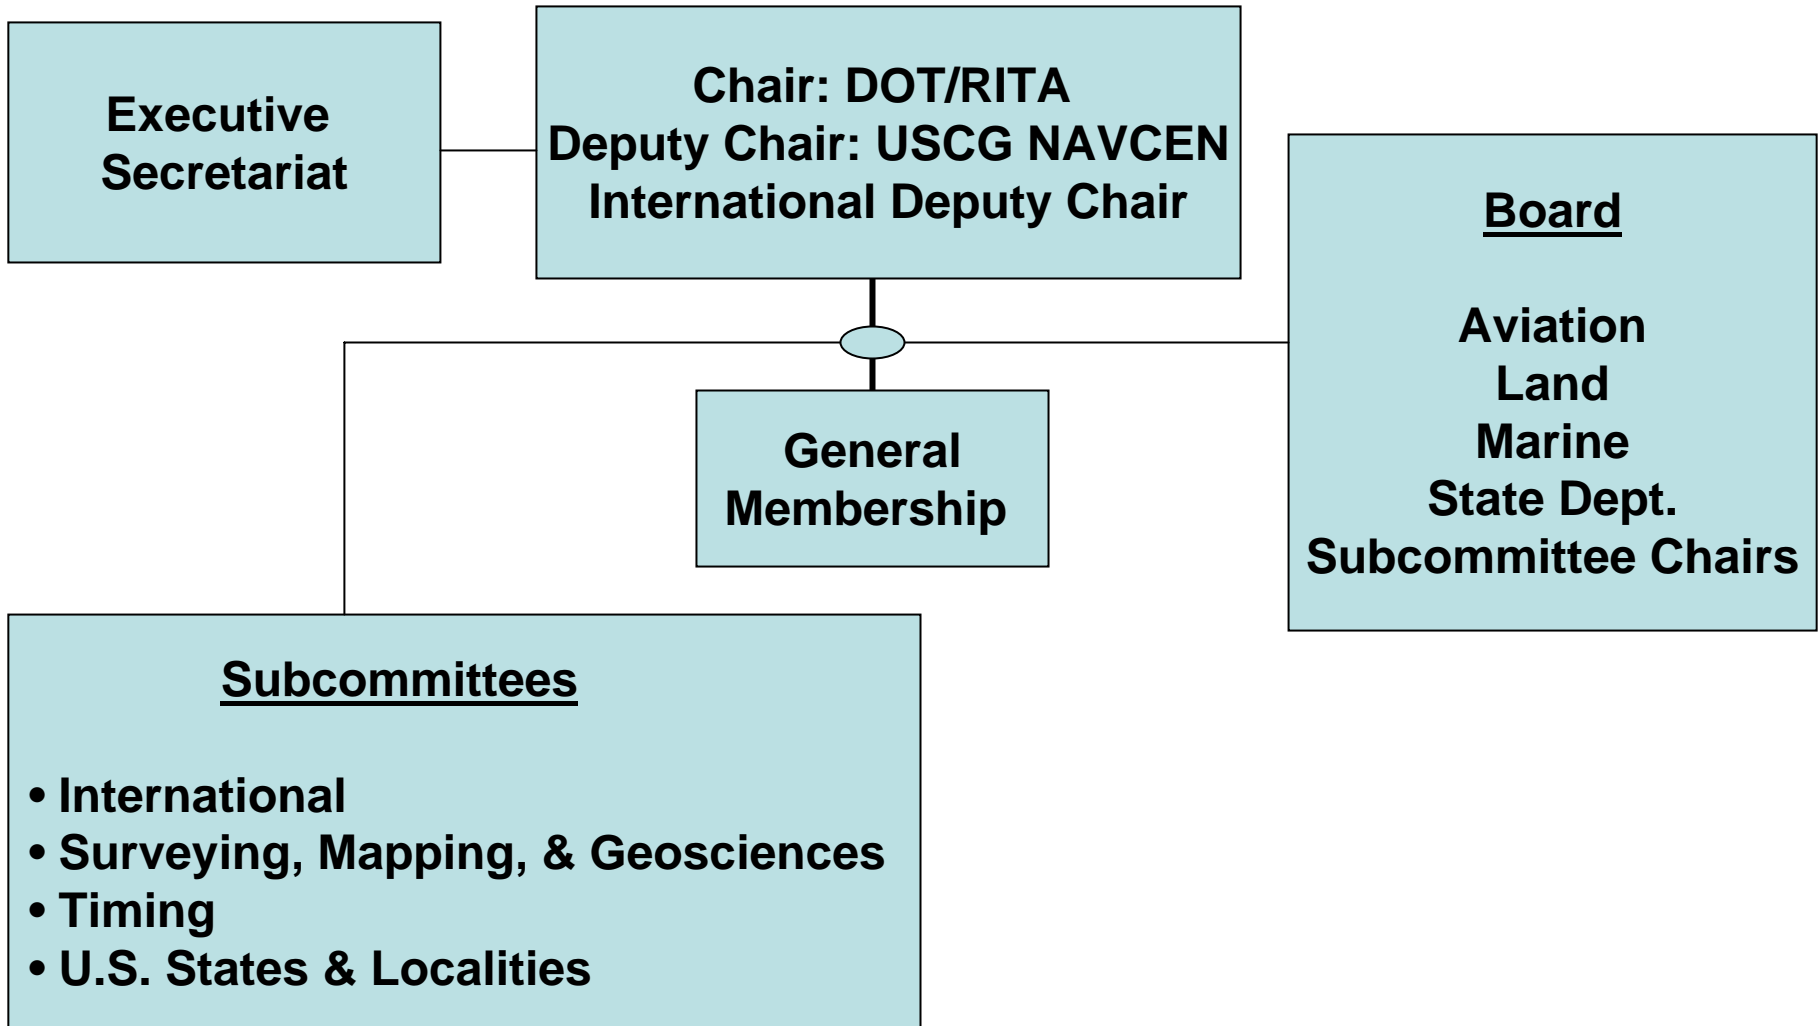 Executive
Secretariat
Chair: DOT/RITA
Deputy Chair: USCG NAVCEN
International Deputy Chair
Board
Aviation
Land
Marine
State Dept.
Subcommittee Chairs
General
Membership
Subcommittees
• International
• Surveying, Mapping, & Geosciences
• Timing
• U.S. States & Localities